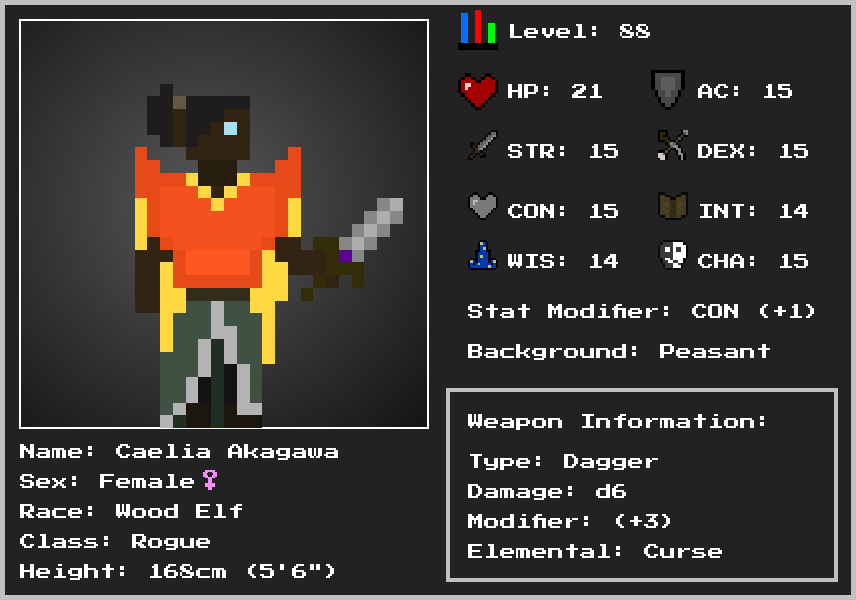 Level: 88
HP: 21 AC: 15
STR: 15 DEX: 15
CON: 15 INT: 14
WIS: 14 CHA: 15
Stat Modifier: CON (+1)
Background: Peasant
Weapon Information:
Type: Dagger
Damage: d6
Modifier: (+3)
Elemental: Curse
Name: Caelia Akagawa
Sex: Female♀
Race: Wood Elf
Class: Rogue
Height: 168cm (5'6")